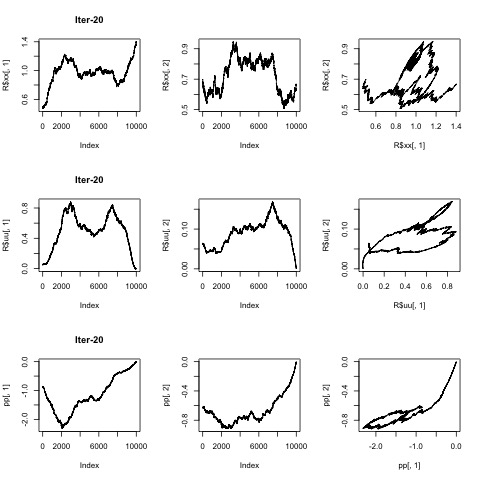 Iter-20
R$xx[, 1]
0.6 1.0 1.4
0 2000 6000 10000
Index
R$xx[, 2]
0.5 0.7 0.9
0 2000 6000 10000
Index
R$xx[, 2]
0.5 0.7 0.9
0.6 0.8 1.0 1.2 1.4
R$xx[, 1]
Iter-20
R$uu[, 1]
0.0 0.4 0.8
0 2000 6000 10000
Index
R$uu[, 2]
0.00 0.10
0 2000 6000 10000
Index
R$uu[, 2]
0.00 0.10
0.0 0.2 0.4 0.6 0.8
R$uu[, 1]
Iter-20
pp[, 1]
-2.0 -1.0 0.0
0 2000 6000 10000
Index
pp[, 2]
-0.8 -0.4 0.0
0 2000 6000 10000
Index
pp[, 2]
-0.8 -0.4 0.0
-2.0 -1.0 0.0
pp[, 1]